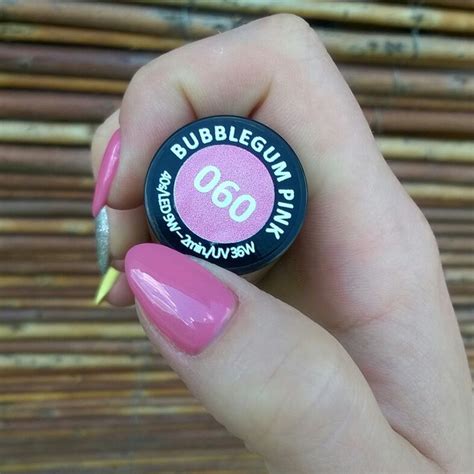 BUBBLEGUM PINK
060
40s/LED 9W - 2min./UV 36W